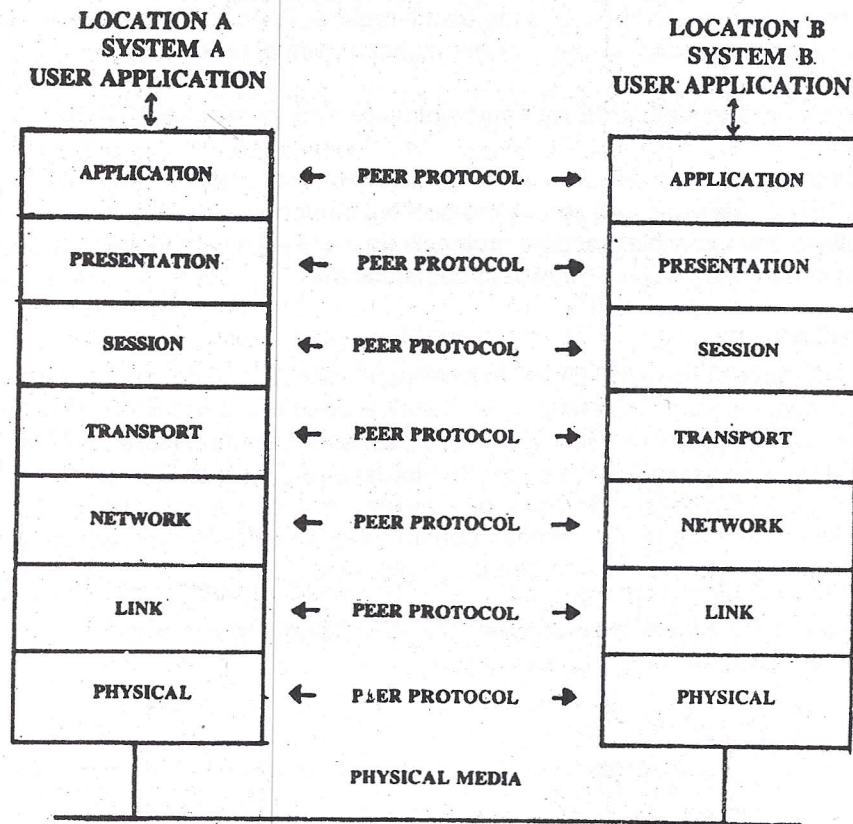 LOCATION A
SYSTEM A
USER APPLICATION
LOCATION B
SYSTEM B.
USER APPLICATION
APPLICATION PEER PROTOCOL APPLICATION
PRESENTATION PEER PROTOCOL PRESENTATION
SESSION PEER PROTOCOL SESSION
TRANSPORT PEER PROTOCOL TRANSPORT
NETWORK PEER PROTOCOL NETWORK
LINK PEER PROTOCOL LINK
PHYSICAL PEER PROTOCOL PHYSICAL
PHYSICAL MEDIA